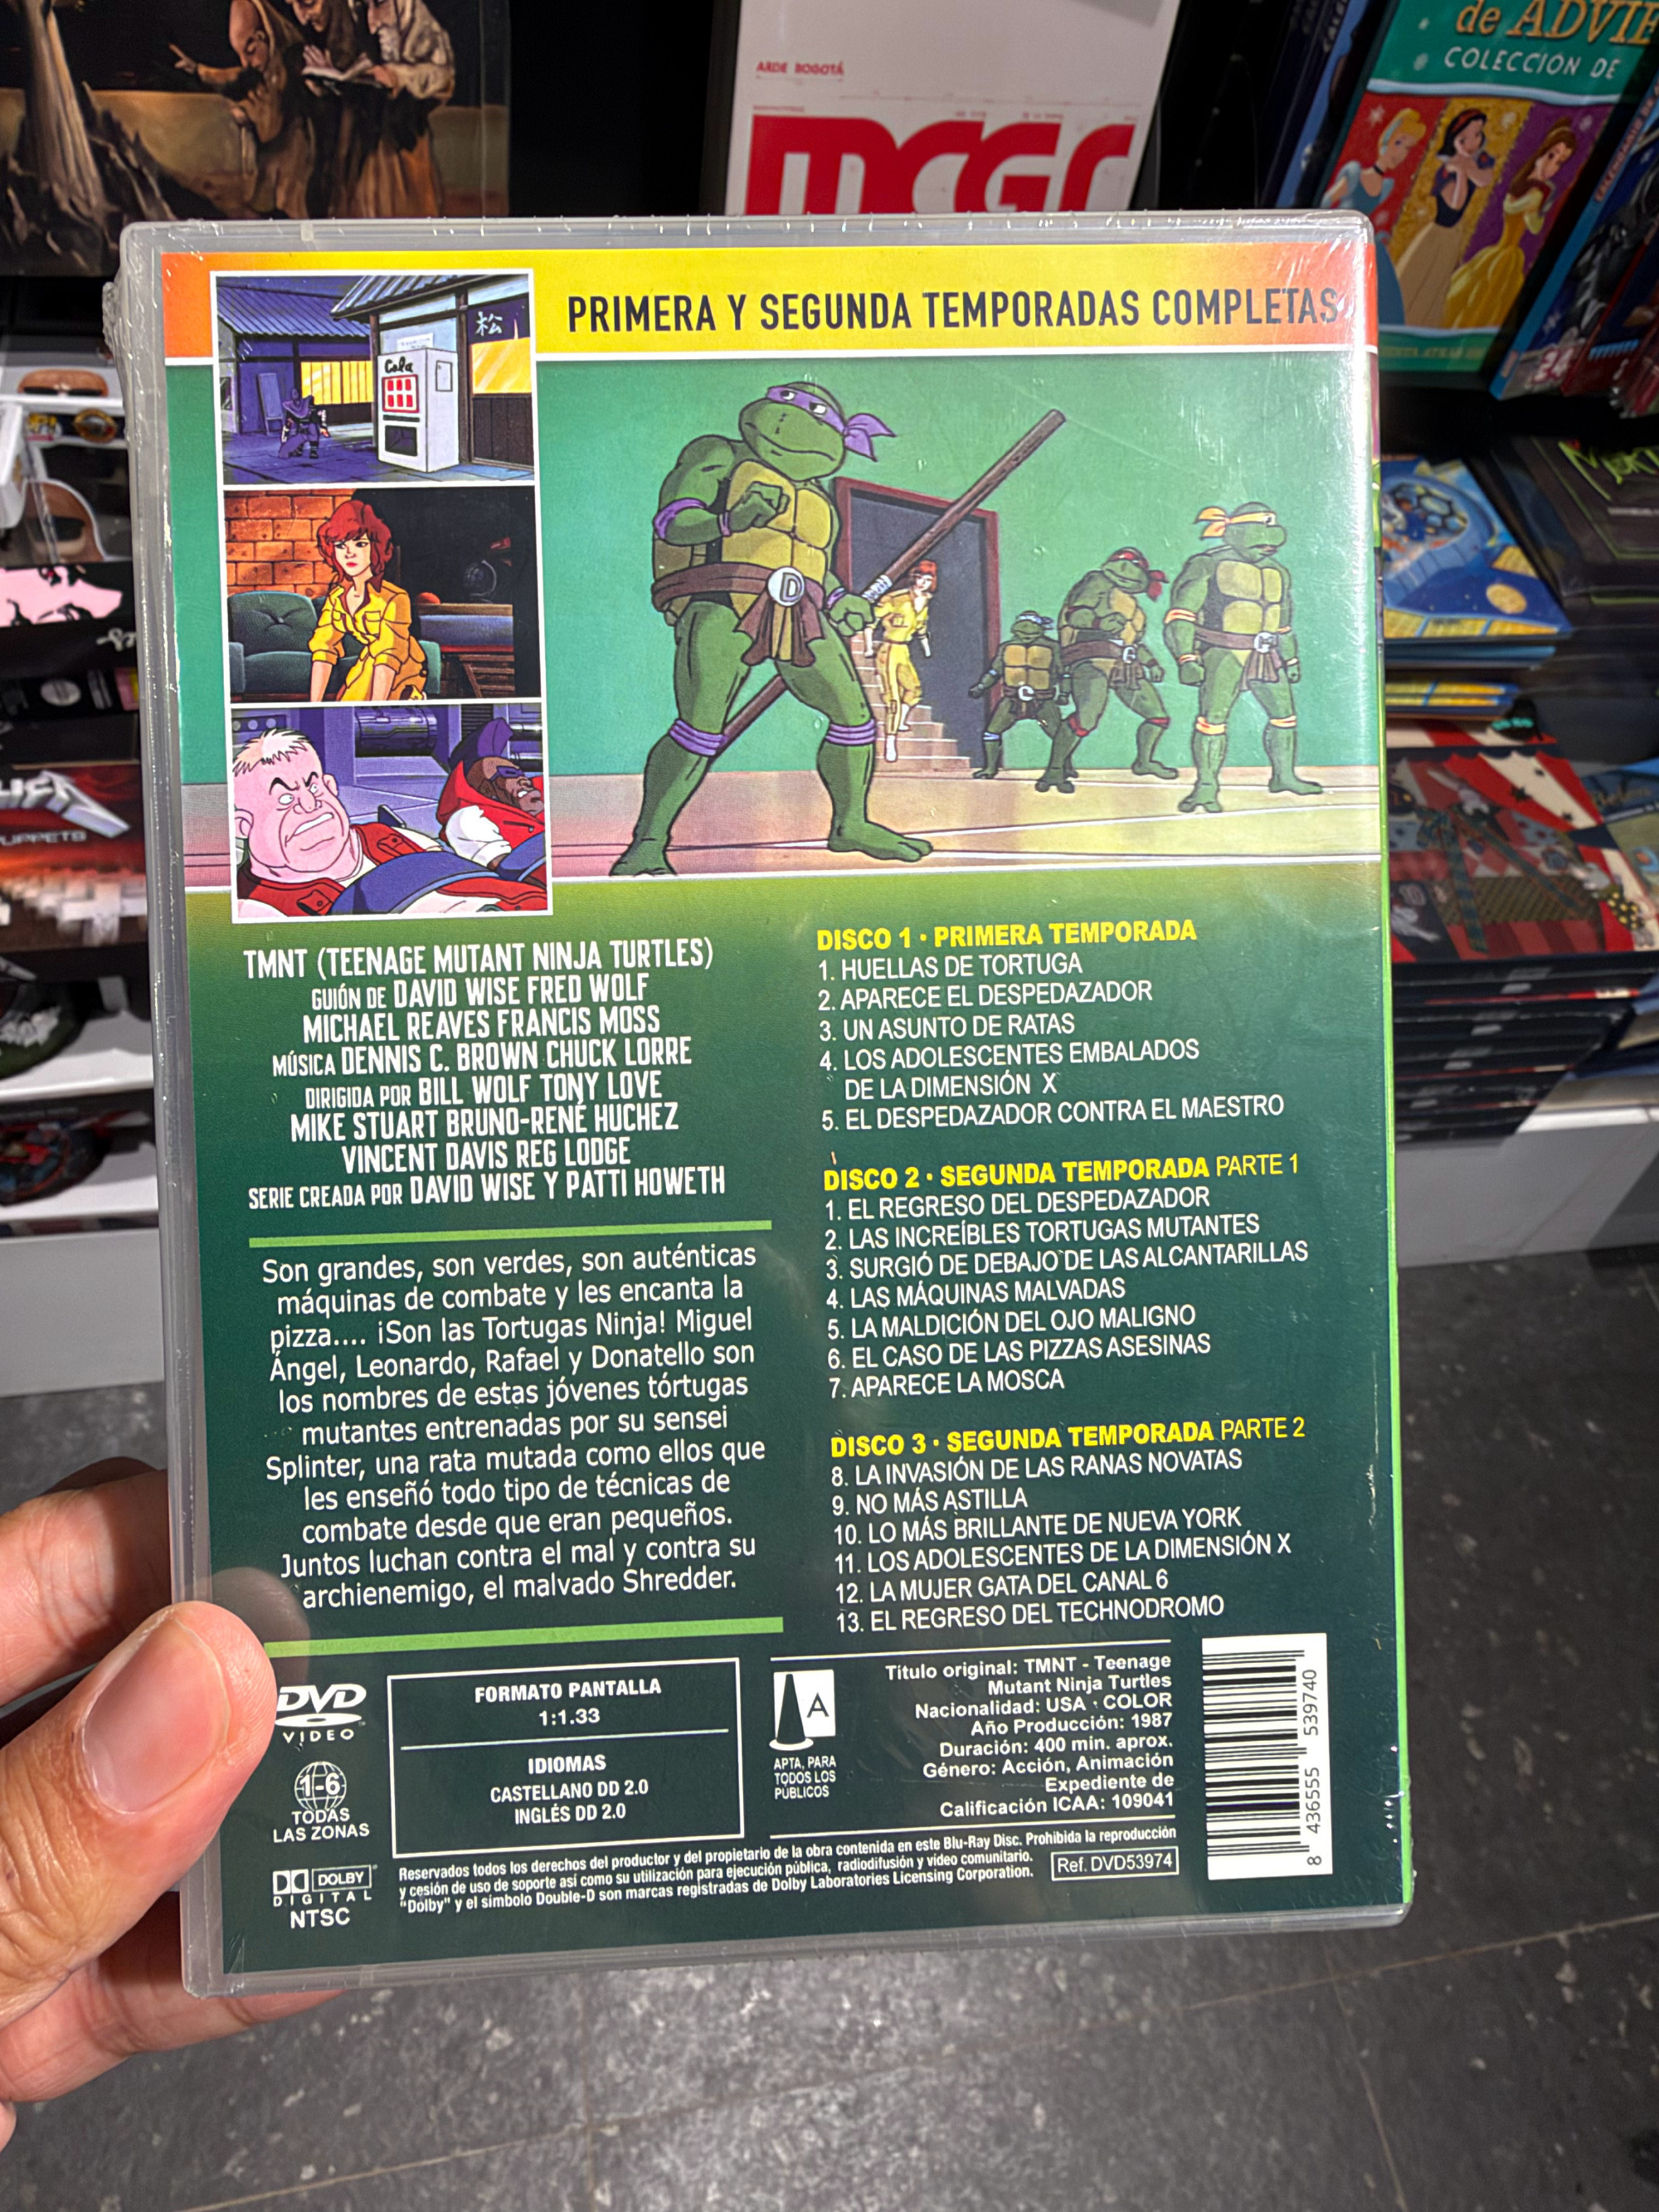 de ADVIE
COLECCIÓN DE
ARDE BOGOTÁ
PUPPETS
PRIMERA Y SEGUNDA TEMPORADAS COMPLETAS
松
Cola
D
TMNT (TEENAGE MUTANT NINJA TURTLES)
GUIÓN DE DAVID WISE FRED WOLF
MICHAEL REAVES FRANCIS MOSS
MÚSICA DENNIS C. BROWN CHUCK LORRE
DIRIGIDA POR BILL WOLF TONY LOVE
MIKE STUART BRUNO-RENÉ HUCHEZ
VINCENT DAVIS REG LODGE
SERIE CREADA POR DAVID WISE Y PATTI HOWETH
Son grandes, son verdes, son auténticas
máquinas de combate y les encanta la
pizza.... ¡Son las Tortugas Ninja! Miguel
Ángel, Leonardo, Rafael y Donatello son
los nombres de estas jóvenes tórtugas
mutantes entrenadas por su sensei
Splinter, una rata mutada como ellos que
les enseñó todo tipo de técnicas de
combate desde que eran pequeños.
Juntos luchan contra el mal y contra su
archienemigo, el malvado Shredder.
DISCO 1 · PRIMERA TEMPORADA
1. HUELLAS DE TORTUGA
2. APARECE EL DESPEDAZADOR
3. UN ASUNTO DE RATAS
4. LOS ADOLESCENTES EMBALADOS
DE LA DIMENSIÓN X
5. EL DESPEDAZADOR CONTRA EL MAESTRO
DISCO 2 · SEGUNDA TEMPORADA PARTE 1
1. EL REGRESO DEL DESPEDAZADOR
2. LAS INCREÍBLES TORTUGAS MUTANTES
3. SURGIÓ DE DEBAJO DE LAS ALCANTARILLAS
4. LAS MÁQUINAS MALVADAS
5. LA MALDICIÓN DEL OJO MALIGNO
6. EL CASO DE LAS PIZZAS ASESINAS
7. APARECE LA MOSCA
DISCO 3 · SEGUNDA TEMPORADA PARTE 2
8. LA INVASIÓN DE LAS RANAS NOVATAS
9. NO MÁS ASTILLA
10. LO MÁS BRILLANTE DE NUEVA YORK
11. LOS ADOLESCENTES DE LA DIMENSIÓN X
12. LA MUJER GATA DEL CANAL 6
13. EL REGRESO DEL TECHNODROMO
DVD
VIDEO
1-6
TODAS
LAS ZONAS
DOLBY
DIGITAL
NTSC
FORMATO PANTALLA
1:1.33
IDIOMAS
CASTELLANO DD 2.0
INGLÉS DD 2.0
A
APTA, PARA
TODOS LOS
PÚBLICOS
Título original: TMNT - Teenage
Mutant Ninja Turtles
Nacionalidad: USA · COLOR
Año Producción: 1987
Duración: 400 min. aprox.
Género: Acción, Animación
Expediente de
Calificación ICAA: 109041
8 436555 539740
Reservados todos los derechos del productor y del propietario de la obra contenida en este Blu-Ray Disc. Prohibida la reproducción
y cesión de uso de soporte así como su utilización para ejecución pública, radiodifusión y vídeo comunitario.
"Dolby" y el símbolo Double-D son marcas registradas de Dolby Laboratories Licensing Corporation.
Ref. DVD53974